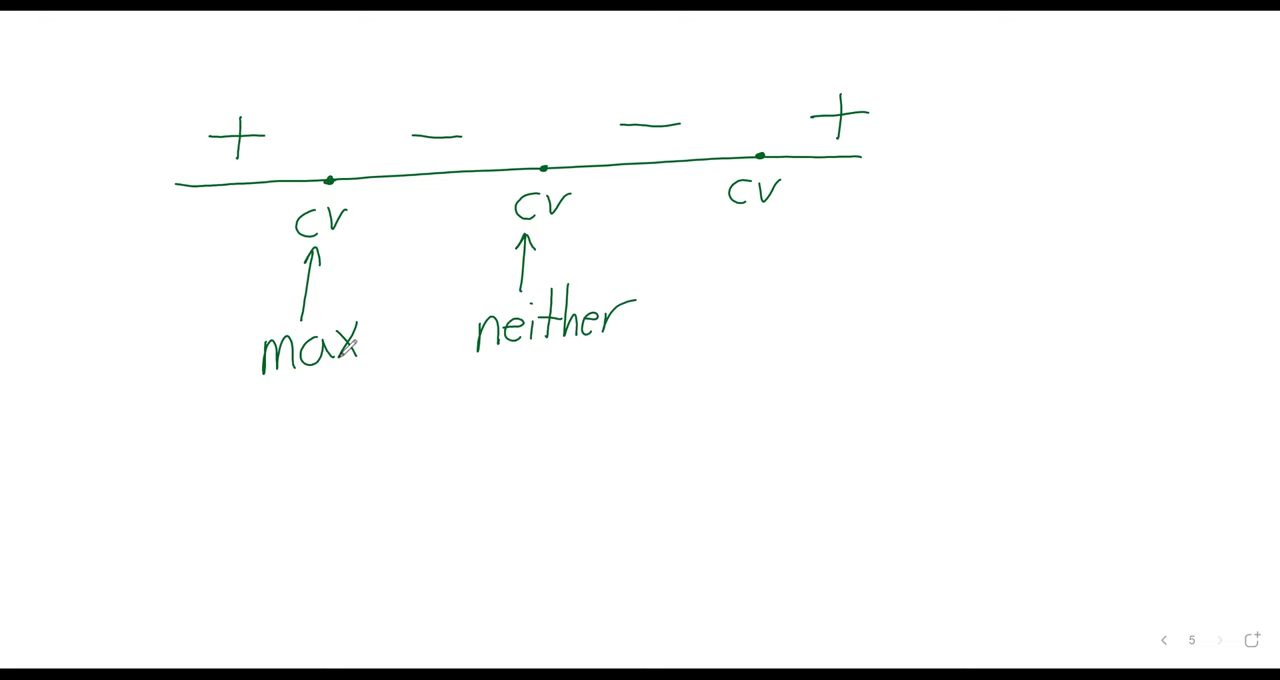 + − − +
cv cv cv
max neither
< 5 >